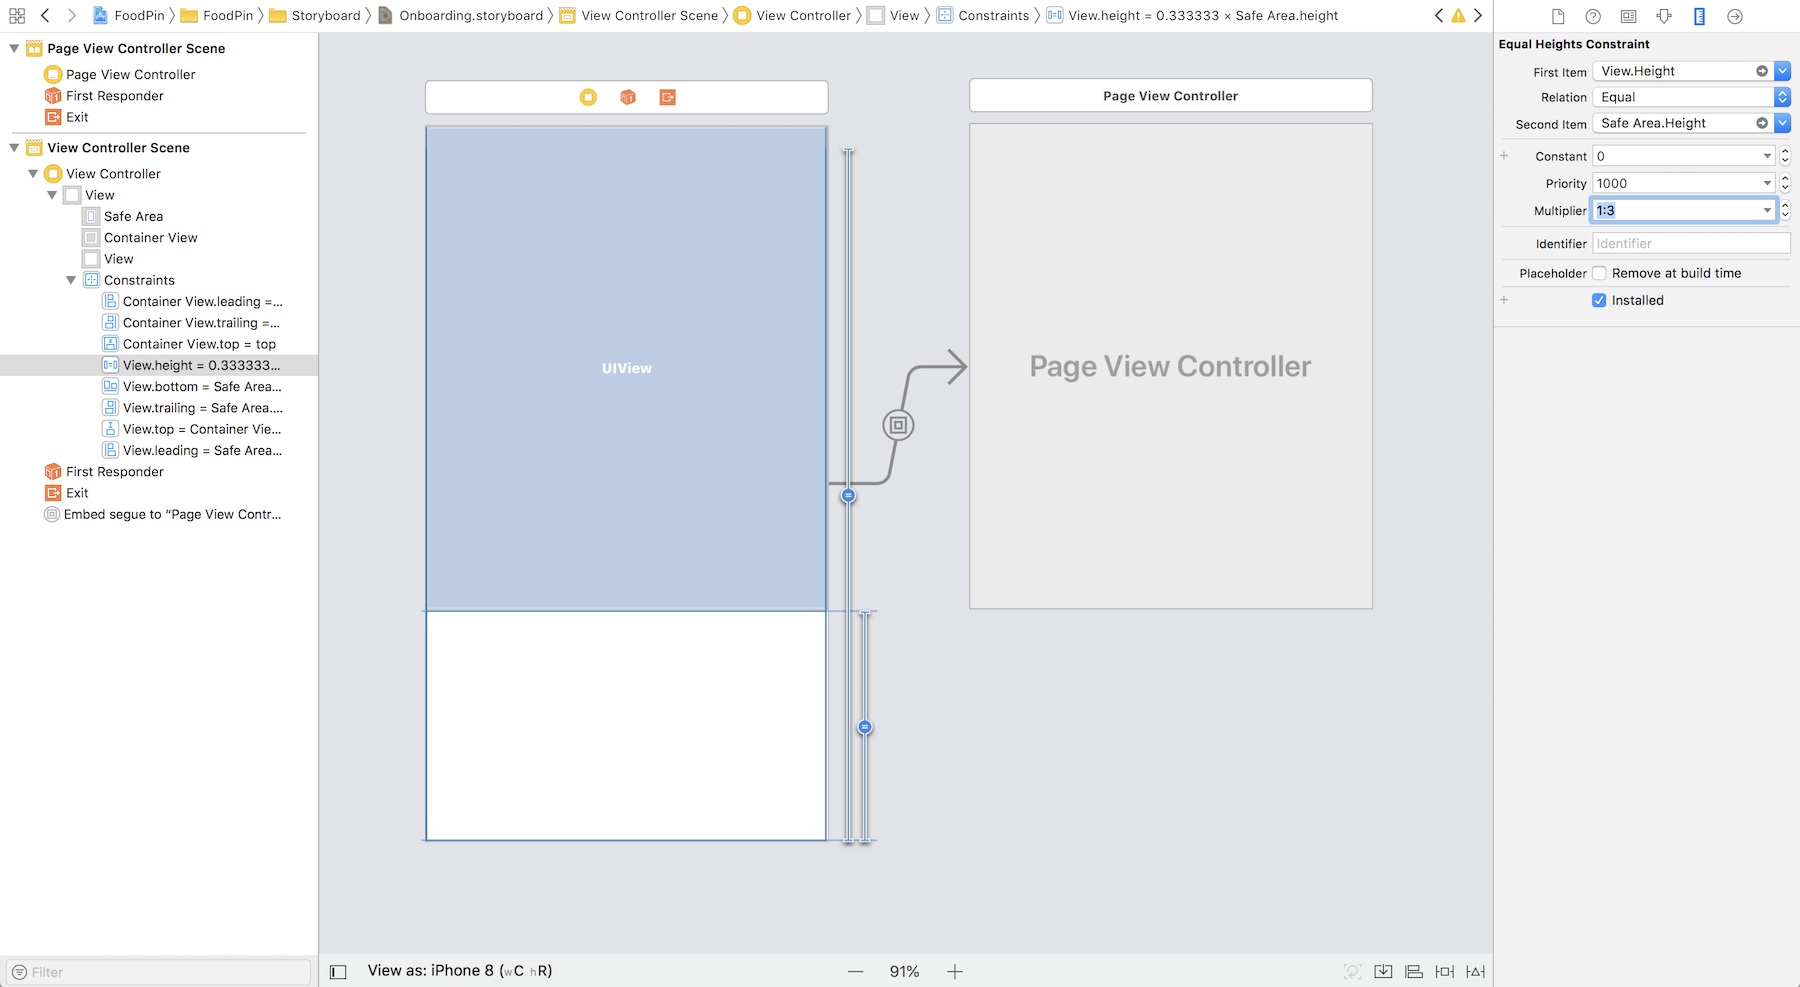 FoodPin
FoodPin
Storyboard
Onboarding.storyboard
View Controller Scene
View Controller
View
Constraints
View.height = 0.333333 × Safe Area.height
Page View Controller Scene
Page View Controller
First Responder
Exit
View Controller Scene
View Controller
View
Safe Area
Container View
View
Constraints
Container View.leading =...
Container View.trailing =...
Container View.top = top
View.height = 0.333333...
View.bottom = Safe Area...
View.trailing = Safe Area....
View.top = Container Vie...
View.leading = Safe Area...
First Responder
Exit
Embed segue to “Page View Contr...
Filter
UIView
Page View Controller
Page View Controller
View as: iPhone 8 (wC hR)
91%
Equal Heights Constraint
First Item View.Height
Relation Equal
Second Item Safe Area.Height
Constant 0
Priority 1000
Multiplier 1:3
Identifier Identifier
Placeholder Remove at build time
Installed